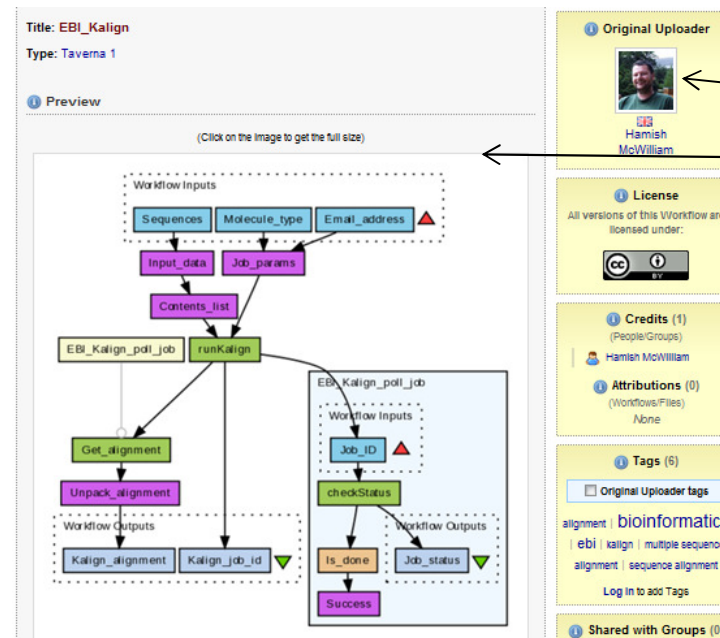 Title: EBI_Kalign
Type: Taverna 1
Preview
(Click on the image to get the full size)
Workflow Inputs
Sequences Molecule_type Email_address
Input_data Job_params
Contents_list
EBI_Kalign_poll_job runKalign
EBI_Kalign_poll_job
Workflow Inputs
Job_ID
Get_alignment
checkStatus
Unpack_alignment
Workflow Outputs
Workflow Outputs
Kalign_alignment Kalign_job_id
Is_done Job_status
Success
Original Uploader
Hamish
McWilliam
License
All versions of this Workflow are
licensed under:
cc BY
Credits (1)
(People/Groups)
Hamish McWilliam
Attributions (0)
(Workflows/Files)
None
Tags (6)
Original Uploader tags
alignment | bioinformatic
| ebi | kalign | multiple sequenc
alignment | sequence alignment
Log in to add Tags
Shared with Groups (0